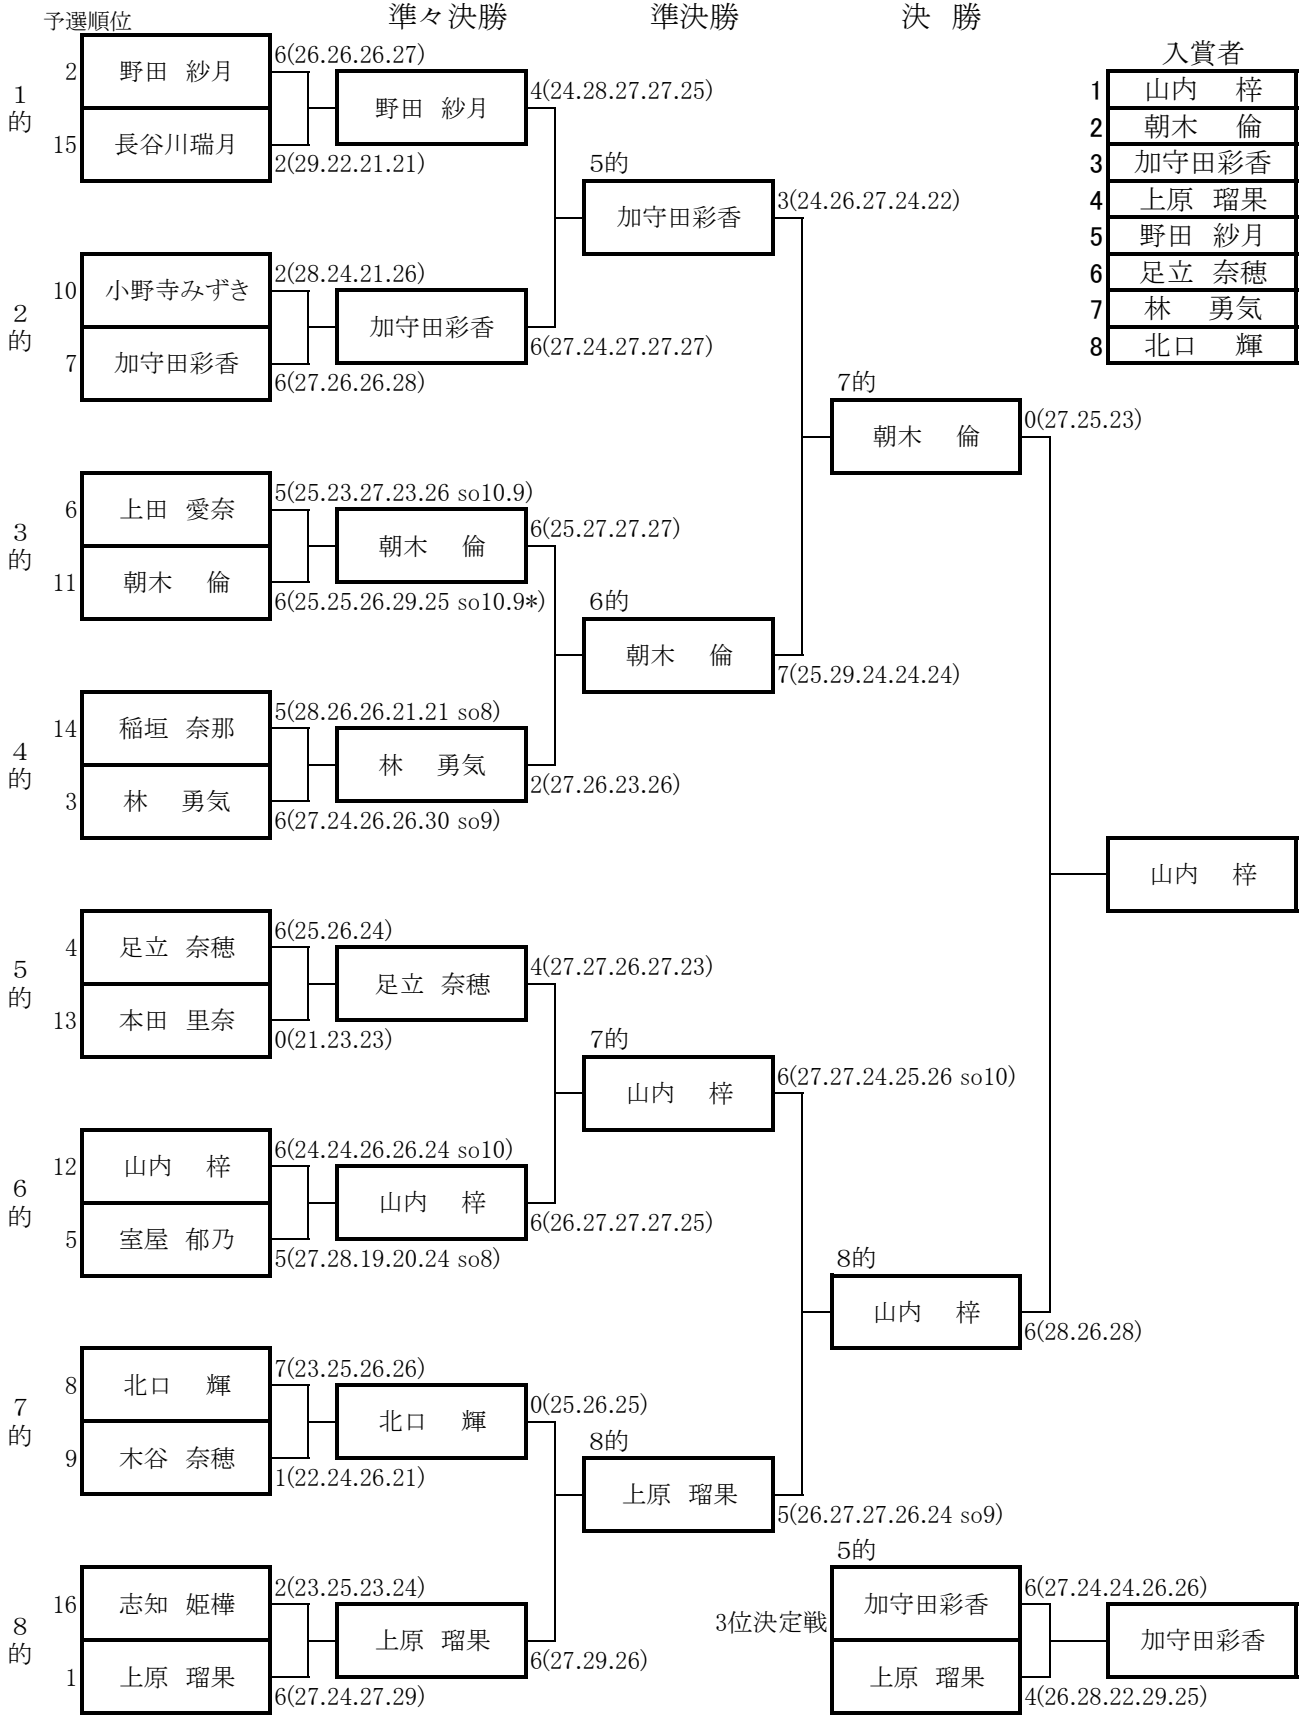 予選順位
準々決勝
準決勝
決 勝
入賞者
1 山内 梓
2 朝木 倫
3 加守田彩香
4 上原 瑠果
5 野田 紗月
6 足立 奈穂
7 林 勇気
8 北口 輝
1的
2 野田 紗月 6(26.26.26.27)
15 長谷川瑞月 2(29.22.21.21)
野田 紗月 4(24.28.27.27.25)
2的
10 小野寺みずき 2(28.24.21.26)
7 加守田彩香 6(27.26.26.28)
加守田彩香 6(27.24.27.27.27)
5的
加守田彩香 3(24.26.27.24.22)
3的
6 上田 愛奈 5(25.23.27.23.26 so10.9)
11 朝木 倫 6(25.25.26.29.25 so10.9*)
朝木 倫 6(25.27.27.27)
4的
14 稲垣 奈那 5(28.26.26.21.21 so8)
3 林 勇気 6(27.24.26.26.30 so9)
林 勇気 2(27.26.23.26)
6的
朝木 倫 7(25.29.24.24.24)
7的
朝木 倫 0(27.25.23)
山内 梓
5的
4 足立 奈穂 6(25.26.24)
13 本田 里奈 0(21.23.23)
足立 奈穂 4(27.27.26.27.23)
6的
12 山内 梓 6(24.24.26.26.24 so10)
5 室屋 郁乃 5(27.28.19.20.24 so8)
山内 梓 6(26.27.27.27.25)
7的
山内 梓 6(27.27.24.25.26 so10)
7的
8 北口 輝 7(23.25.26.26)
9 木谷 奈穂 1(22.24.26.21)
北口 輝 0(25.26.25)
8的
16 志知 姫樺 2(23.25.23.24)
1 上原 瑠果 6(27.24.27.29)
上原 瑠果 6(27.29.26)
8的
上原 瑠果 5(26.27.27.26.24 so9)
8的
山内 梓 6(28.26.28)
3位決定戦
5的
加守田彩香 6(27.24.24.26.26)
上原 瑠果 4(26.28.22.29.25)
加守田彩香